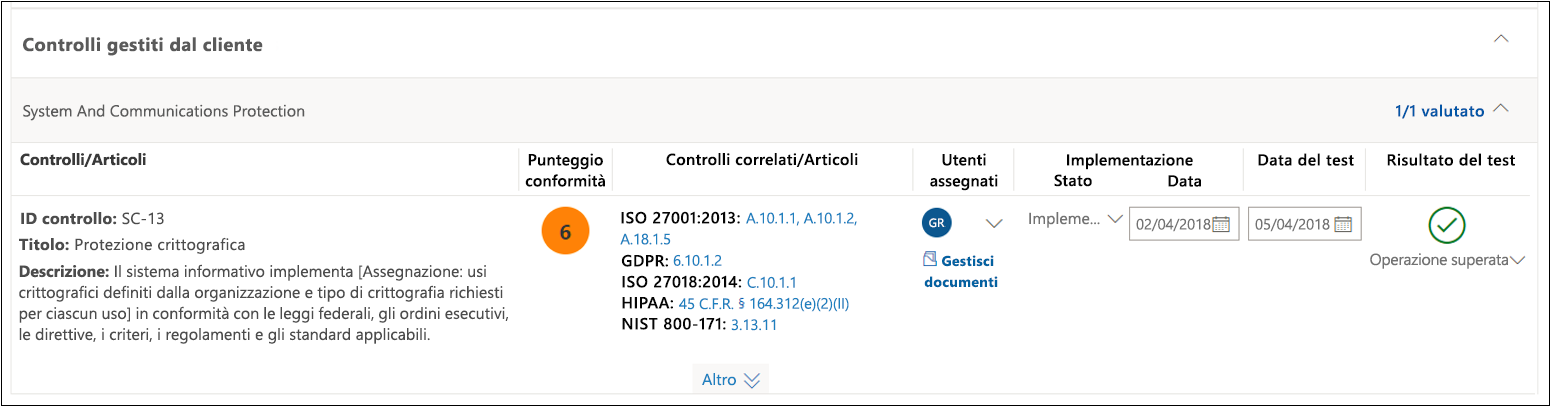 Controlli gestiti dal cliente
System And Communications Protection
1/1 valutato
Controlli/Articoli
Punteggio
conformità
Controlli correlati/Articoli
Utenti
assegnati
Implementazione
Stato
Data
Data del test
Risultato del test
ID controllo: SC-13
Titolo: Protezione crittografica
Descrizione: Il sistema informativo implementa [Assegnazione: usi
crittografici definiti dalla organizzazione e tipo di crittografia richiesti
per ciascun uso] in conformità con le leggi federali, gli ordini esecutivi,
le direttive, i criteri, i regolamenti e gli standard applicabili.
6
ISO 27001:2013: A.10.1.1, A.10.1.2,
A.18.1.5
GDPR: 6.10.1.2
ISO 27018:2014: C.10.1.1
HIPAA: 45 C.F.R. § 164.312(e)(2)(II)
NIST 800-171: 3.13.11
GR
Gestisci
documenti
Impleme...
02/04/2018
05/04/2018
Operazione superata
Altro